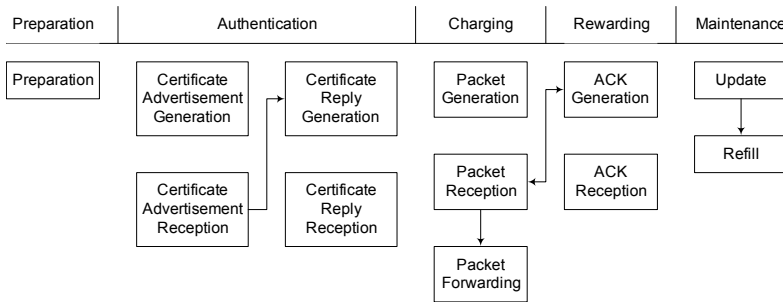 Preparation
Authentication
Charging
Rewarding
Maintenance
Preparation
Certificate
Advertisement
Generation
Certificate
Reply
Generation
Packet
Generation
ACK
Generation
Update
Refill
Certificate
Advertisement
Reception
Certificate
Reply
Reception
Packet
Reception
ACK
Reception
Packet
Forwarding